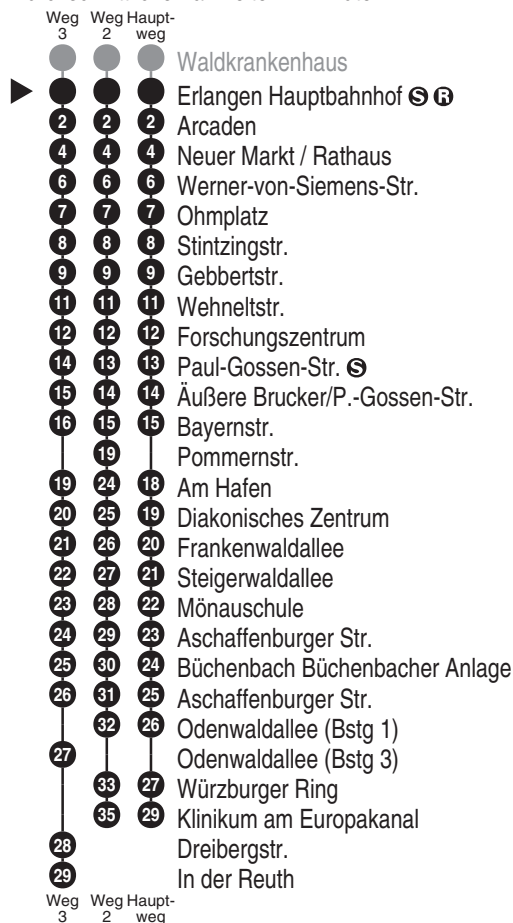 Weg Weg Haupt-
3 2 weg
Waldkrankenhaus
Erlangen Hauptbahnhof S R
2 2 2 Arcaden
4 4 4 Neuer Markt / Rathaus
6 6 6 Werner-von-Siemens-Str.
7 7 7 Ohmplatz
8 8 8 Stintzingstr.
9 9 9 Gebbertstr.
11 11 11 Wehneltstr.
12 12 12 Forschungszentrum
14 13 13 Paul-Gossen-Str. S
15 14 14 Äußere Brucker/P.-Gossen-Str.
16 15 15 Bayernstr.
19 Pommernstr.
19 24 18 Am Hafen
20 25 19 Diakonisches Zentrum
21 26 20 Frankenwaldallee
22 27 21 Steigerwaldallee
23 28 22 Mönauschule
24 29 23 Aschaffenburger Str.
25 30 24 Büchenbach Büchenbacher Anlage
26 31 25 Aschaffenburger Str.
32 26 Odenwaldallee (Bstg 1)
27 Odenwaldallee (Bstg 3)
33 27 Würzburger Ring
35 29 Klinikum am Europakanal
28 Dreibergstr.
29 In der Reuth
Weg Weg Haupt-
3 2 weg